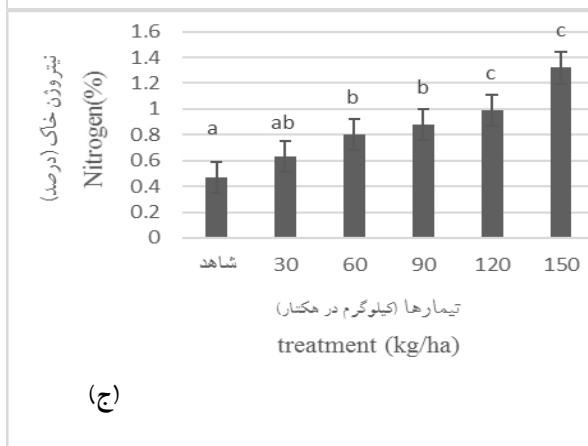 نیتروژن خاک (درصد)
Nitrogen(%)
1.6
1.4
1.2
1
0.8
0.6
0.4
0.2
0
a
ab
b
b
c
c
شاهد
30
60
90
120
150
تیمارها (کیلوگرم در هکتار)
treatment (kg/ha)
(ج)